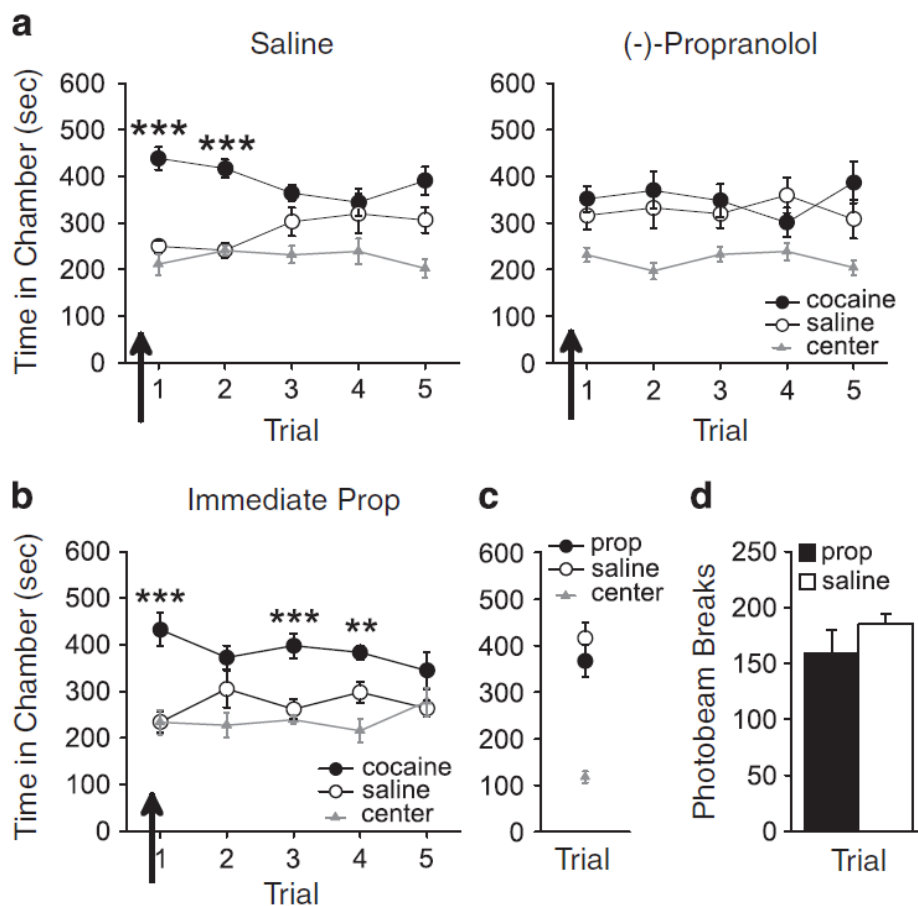 a
Saline
(-)-Propranolol
Time in Chamber (sec)
600
500
400
300
200
100
0
***
***
1 2 3 4 5
Trial
600
500
400
300
200
100
0
cocaine
saline
center
1 2 3 4 5
Trial
b
Immediate Prop
Time in Chamber (sec)
600
500
400
300
200
100
0
***
***
**
cocaine
saline
center
1 2 3 4 5
Trial
c
prop
saline
center
600
500
400
300
200
100
0
Trial
d
Photobeam Breaks
250
200
150
100
50
0
prop
saline
Trial